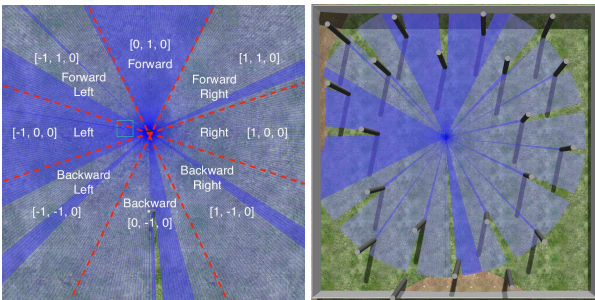 [0, 1, 0]
Forward
[-1, 1, 0]
Forward
Left
[1, 1, 0]
Forward
Right
[-1, 0, 0]
Left
Right
[1, 0, 0]
Backward
Left
[-1, -1, 0]
Backward
[0, -1, 0]
Backward
Right
[1, -1, 0]